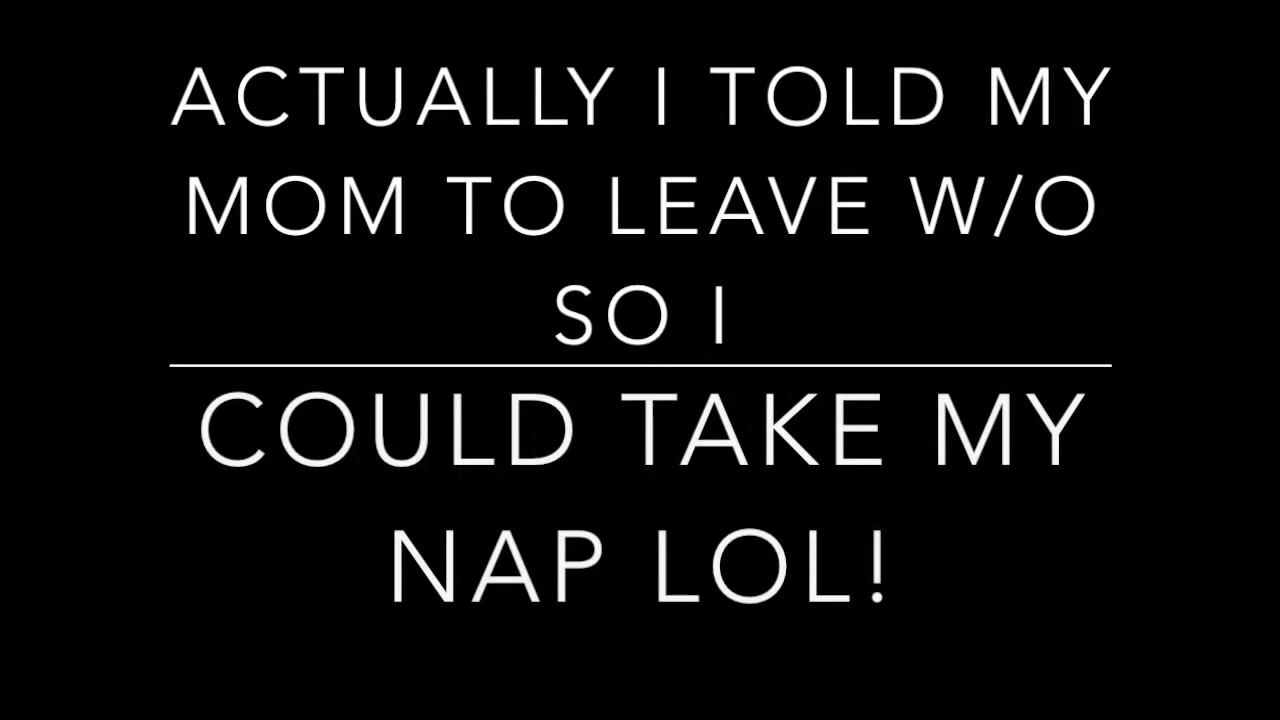 ACTUALLY I TOLD MY
MOM TO LEAVE W/O
SO I
COULD TAKE MY
NAP LOL!